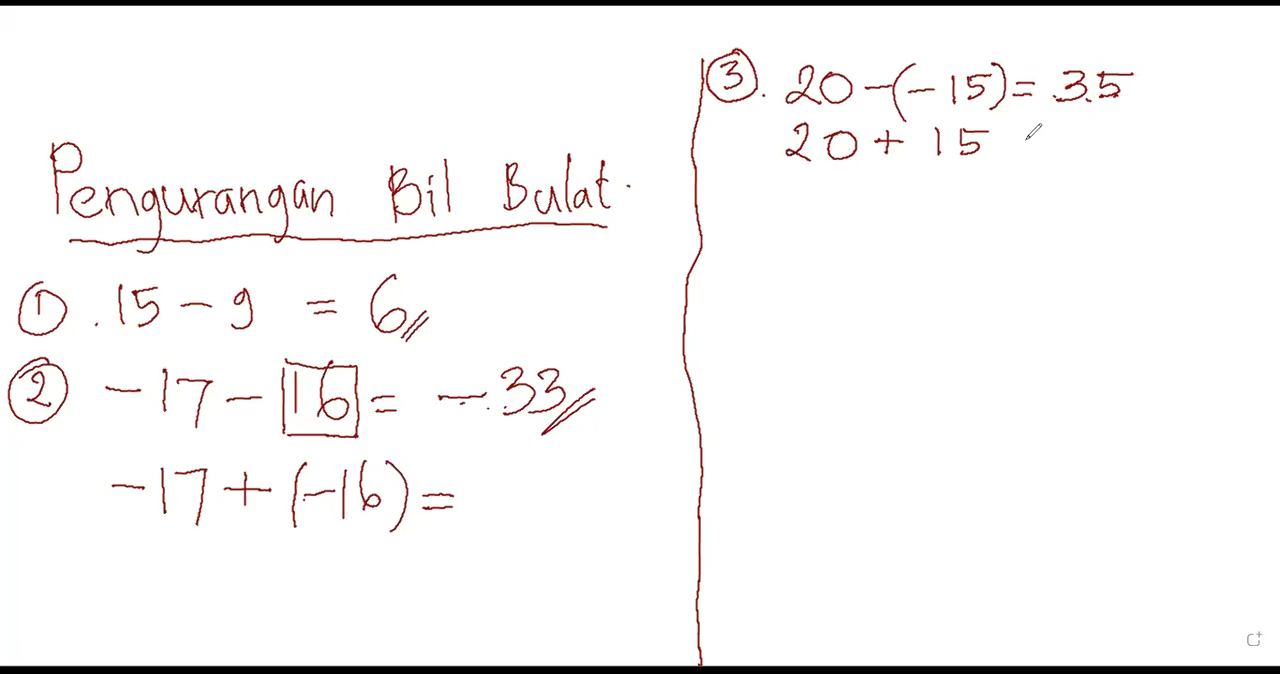 Pengurangan Bil Bulat.
① . 15 - 9 = 6
② -17 - 16 = -33
-17 + (-16) =
③. 20 - (-15) = 35
20 + 15